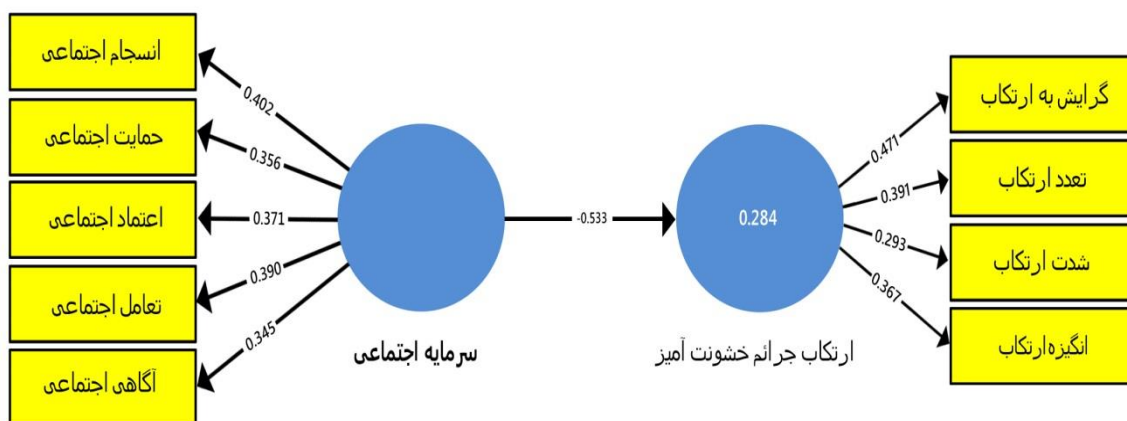 انسجام اجتماعی
حمایت اجتماعی
اعتماد اجتماعی
تعامل اجتماعی
آگاهی اجتماعی
0.402
0.356
0.371
0.390
0.345
سرمایه اجتماعی
-0.533
0.284
ارتکاب جرائم خشونت آمیز
0.471
0.391
0.293
0.367
گرایش به ارتکاب
تعدد ارتکاب
شدت ارتکاب
انگیزه ارتکاب